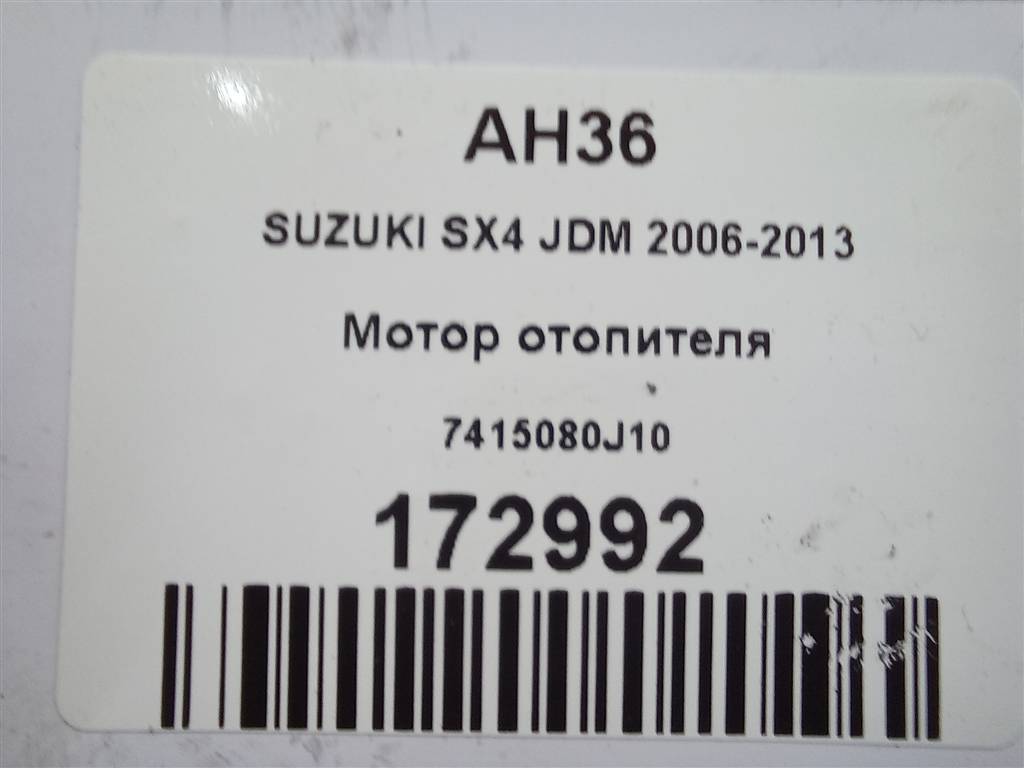 AH36
SUZUKI SX4 JDM 2006-2013
Мотор отопителя
7415080J10
172992